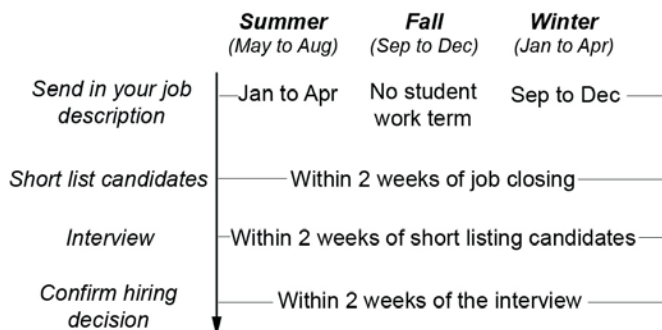 Summer Fall Winter
(May to Aug) (Sep to Dec) (Jan to Apr)
Send in your job
description
Jan to Apr
No student
work term
Sep to Dec
Short list candidates
Within 2 weeks of job closing
Interview
Within 2 weeks of short listing candidates
Confirm hiring
decision
Within 2 weeks of the interview